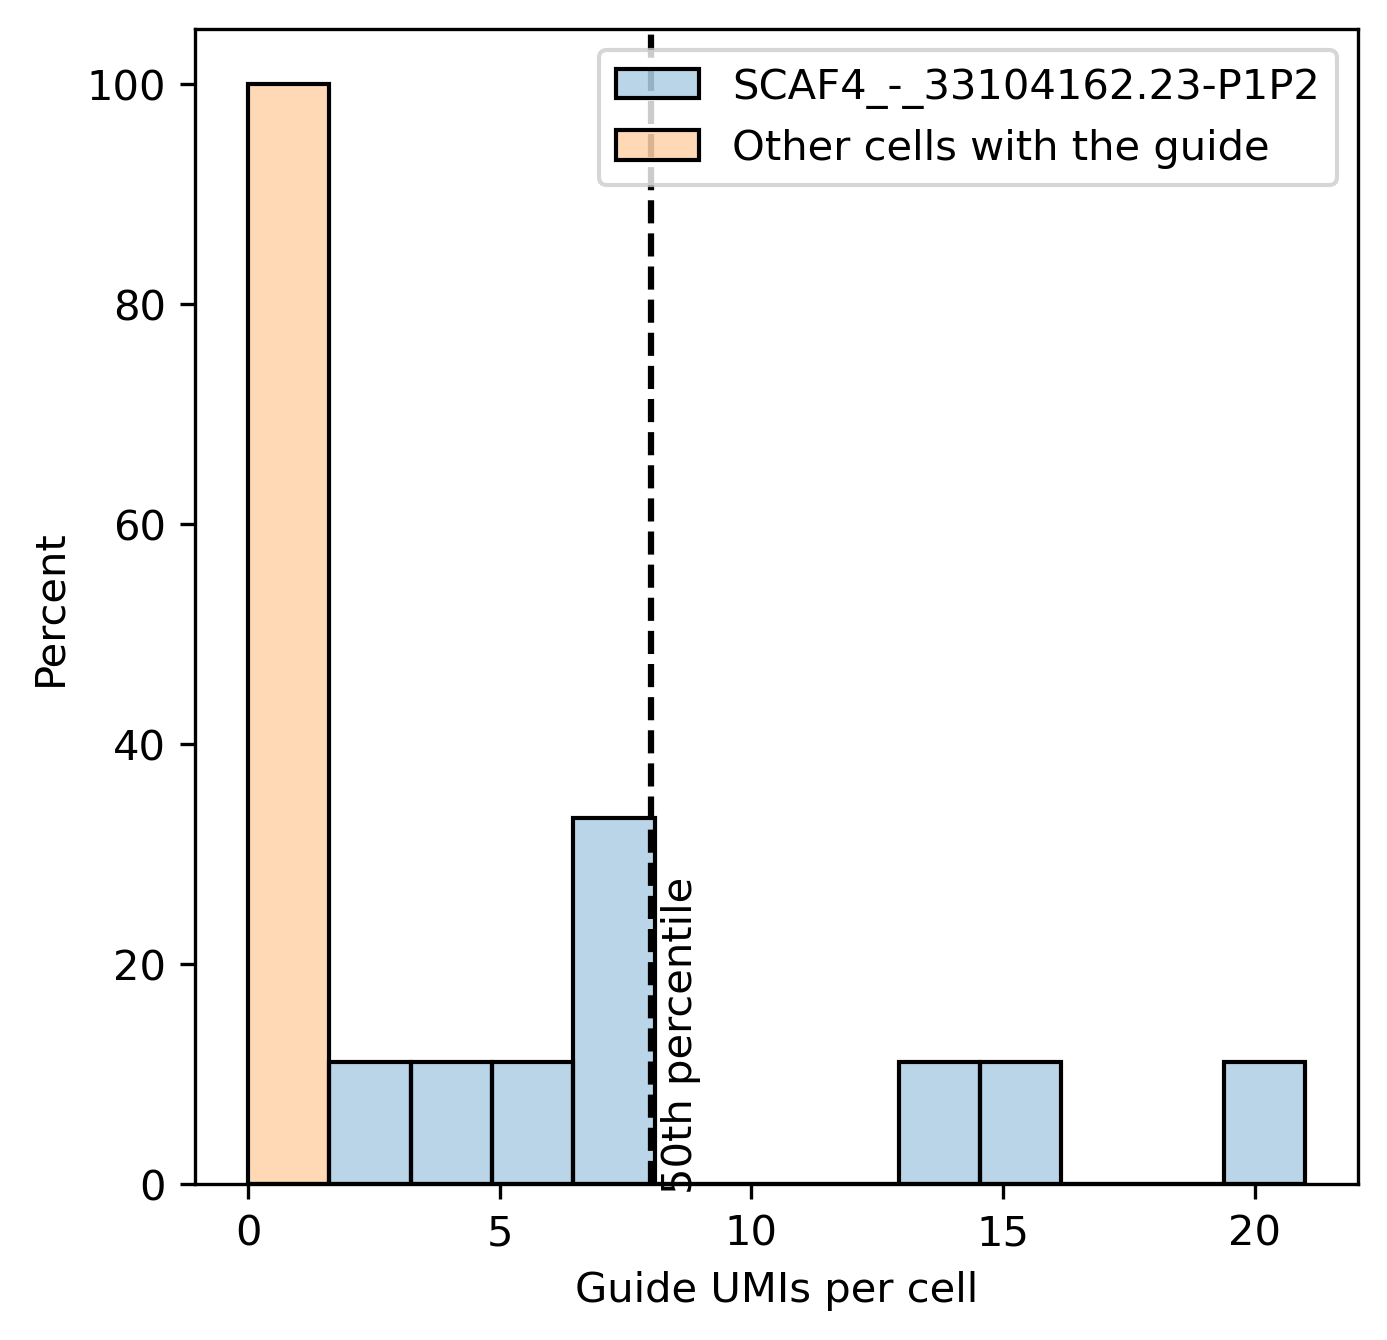 SCAF4_-_33104162.23-P1P2
Other cells with the guide
100
80
60
40
20
0
Percent
50th percentile
0
5
10
15
20
Guide UMIs per cell